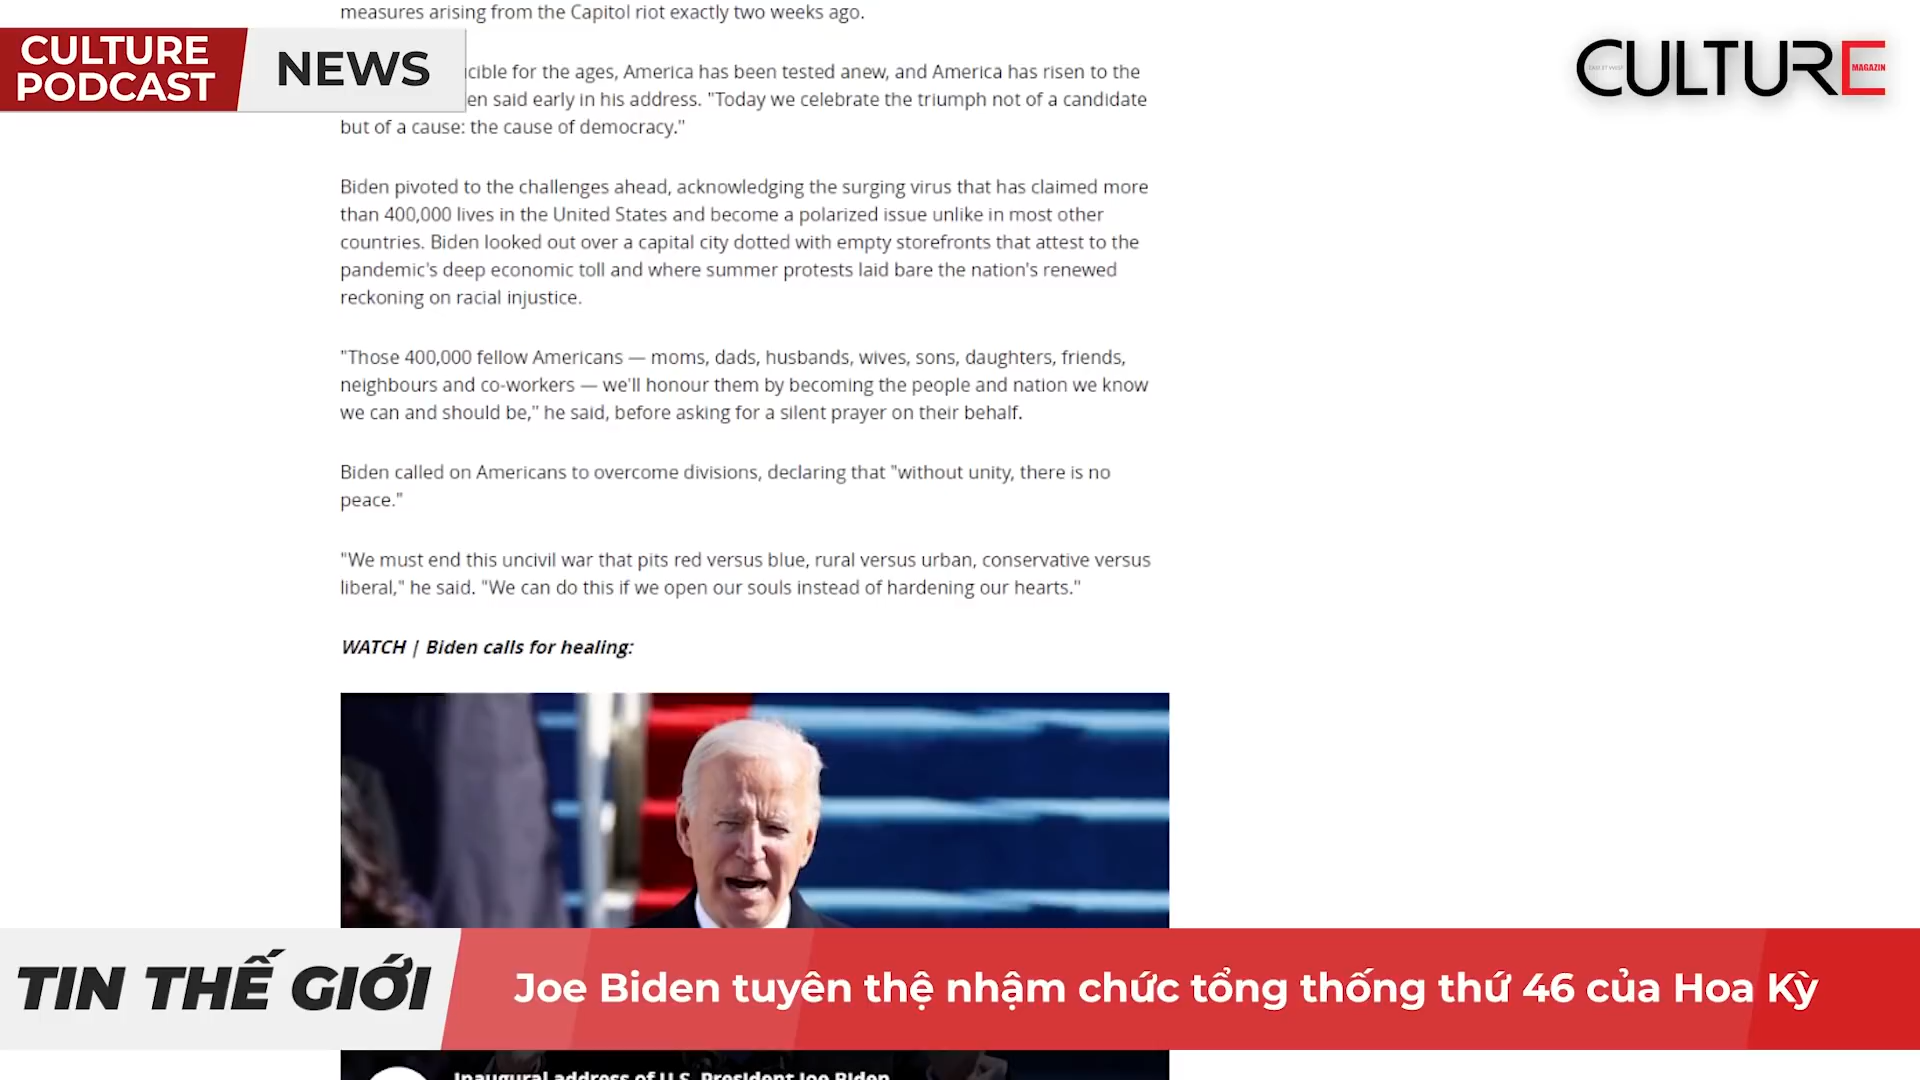 measures arising from the Capitol riot exactly two weeks ago.
CULTURE
PODCAST
NEWS
CULTURE
MAGAZIN
cible for the ages, America has been tested anew, and America has risen to the
en said early in his address. "Today we celebrate the triumph not of a candidate
but of a cause: the cause of democracy."
Biden pivoted to the challenges ahead, acknowledging the surging virus that has claimed more
than 400,000 lives in the United States and become a polarized issue unlike in most other
countries. Biden looked out over a capital city dotted with empty storefronts that attest to the
pandemic's deep economic toll and where summer protests laid bare the nation's renewed
reckoning on racial injustice.
"Those 400,000 fellow Americans — moms, dads, husbands, wives, sons, daughters, friends,
neighbours and co-workers — we'll honour them by becoming the people and nation we know
we can and should be," he said, before asking for a silent prayer on their behalf.
Biden called on Americans to overcome divisions, declaring that "without unity, there is no
peace."
"We must end this uncivil war that pits red versus blue, rural versus urban, conservative versus
liberal," he said. "We can do this if we open our souls instead of hardening our hearts."
WATCH | Biden calls for healing:
TIN THẾ GIỚI
Joe Biden tuyên thệ nhậm chức tổng thống thứ 46 của Hoa Kỳ
Inaugural address of U.S. President Joe Biden